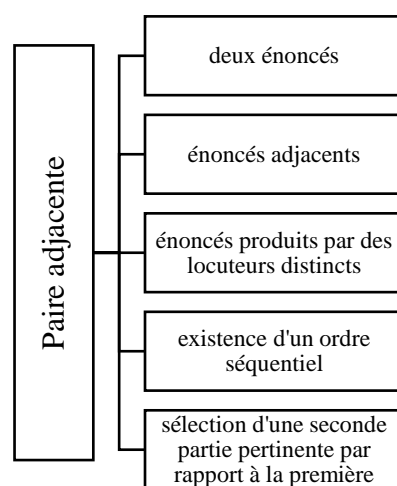 Paire adjacente
deux énoncés
énoncés adjacents
énoncés produits par des
locuteurs distincts
existence d'un ordre
séquentiel
sélection d'une seconde
partie pertinente par
rapport à la première